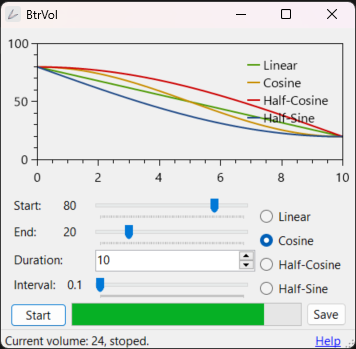 BtrVol
100
50
0
0 2 4 6 8 10
Linear
Cosine
Half-Cosine
Half-Sine
Start: 80
End: 20
Duration: 10
Interval: 0.1
Linear
Cosine
Half-Cosine
Half-Sine
Start Save
Current volume: 24, stoped. Help